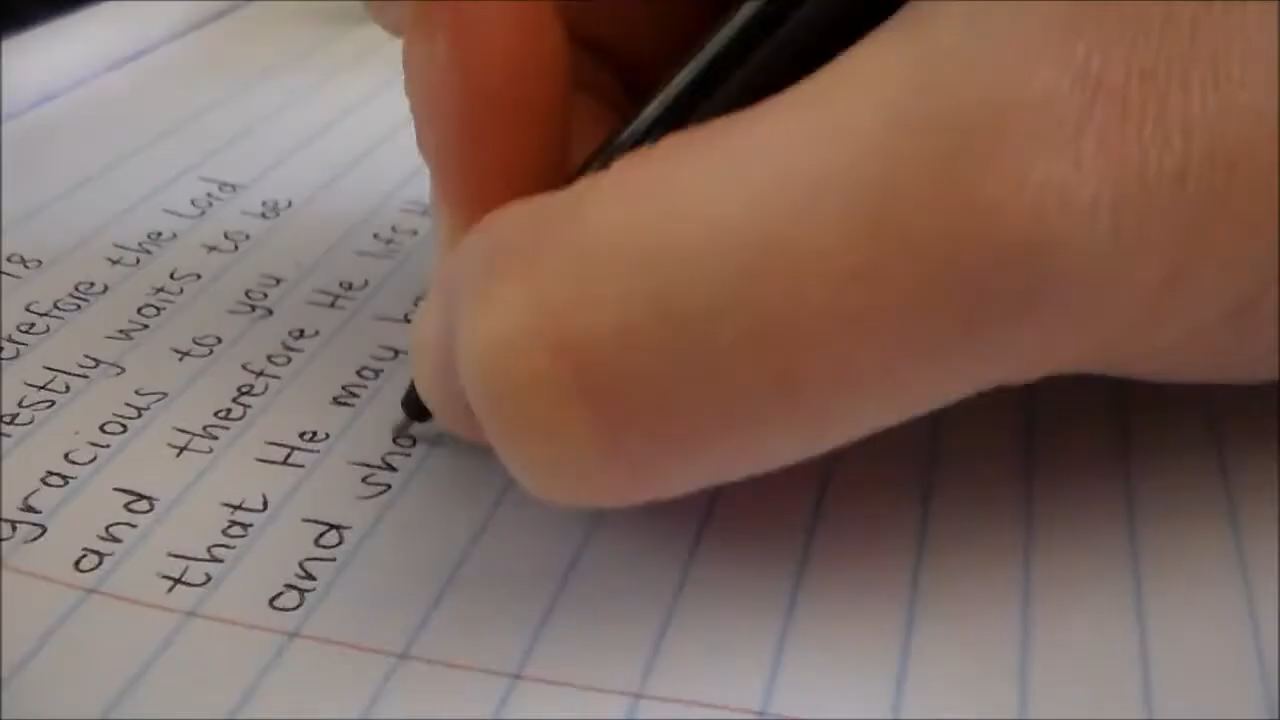 18
erefore the Lord
estly waits to be
gracious to you
and therefore He lifs H
that He may
and sho